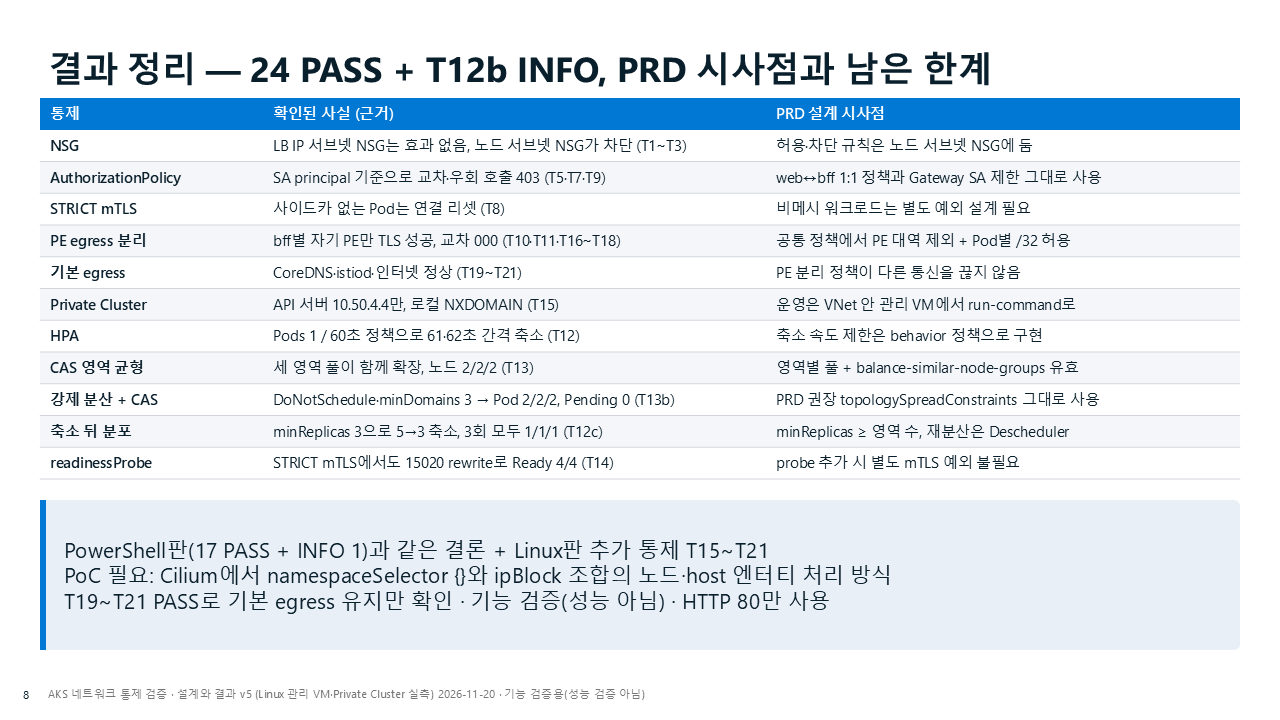 결과 정리 — 24 PASS + T12b INFO, PRD 시사점과 남은 한계
통제 확인된 사실 (근거) PRD 설계 시사점
NSG LB IP 서브넷 NSG는 효과 없음, 노드 서브넷 NSG가 차단 (T1~T3) 허용·차단 규칙은 노드 서브넷 NSG에 둠
AuthorizationPolicy SA principal 기준으로 교차·우회 호출 403 (T5·T7·T9) web↔bff 1:1 정책과 Gateway SA 제한 그대로 사용
STRICT mTLS 사이드카 없는 Pod는 연결 리셋 (T8) 비메시 워크로드는 별도 예외 설계 필요
PE egress 분리 bff별 자기 PE만 TLS 성공, 교차 000 (T10·T11·T16~T18) 공통 정책에서 PE 대역 제외 + Pod별 /32 허용
기본 egress CoreDNS·istiod·인터넷 정상 (T19~T21) PE 분리 정책이 다른 통신을 끊지 않음
Private Cluster API 서버 10.50.4.4만, 로컬 NXDOMAIN (T15) 운영은 VNet 안 관리 VM에서 run-command로
HPA Pods 1 / 60초 정책으로 61·62초 간격 축소 (T12) 축소 속도 제한은 behavior 정책으로 구현
CAS 영역 균형 세 영역 풀이 함께 확장, 노드 2/2/2 (T13) 영역별 풀 + balance-similar-node-groups 유효
강제 분산 + CAS DoNotSchedule·minDomains 3 → Pod 2/2/2, Pending 0 (T13b) PRD 권장 topologySpreadConstraints 그대로 사용
축소 뒤 분포 minReplicas 3으로 5→3 축소, 3회 모두 1/1/1 (T12c) minReplicas ≥ 영역 수, 재분산은 Descheduler
readinessProbe STRICT mTLS에서도 15020 rewrite로 Ready 4/4 (T14) probe 추가 시 별도 mTLS 예외 불필요
PowerShell판(17 PASS + INFO 1)과 같은 결론 + Linux판 추가 통제 T15~T21
PoC 필요: Cilium에서 namespaceSelector {}와 ipBlock 조합의 노드·host 엔터티 처리 방식
T19~T21 PASS로 기본 egress 유지만 확인 · 기능 검증(성능 아님) · HTTP 80만 사용
8 AKS 네트워크 통제 검증 · 설계와 결과 v5 (Linux 관리 VM·Private Cluster 실측) 2026-11-20 · 기능 검증용(성능 검증 아님)